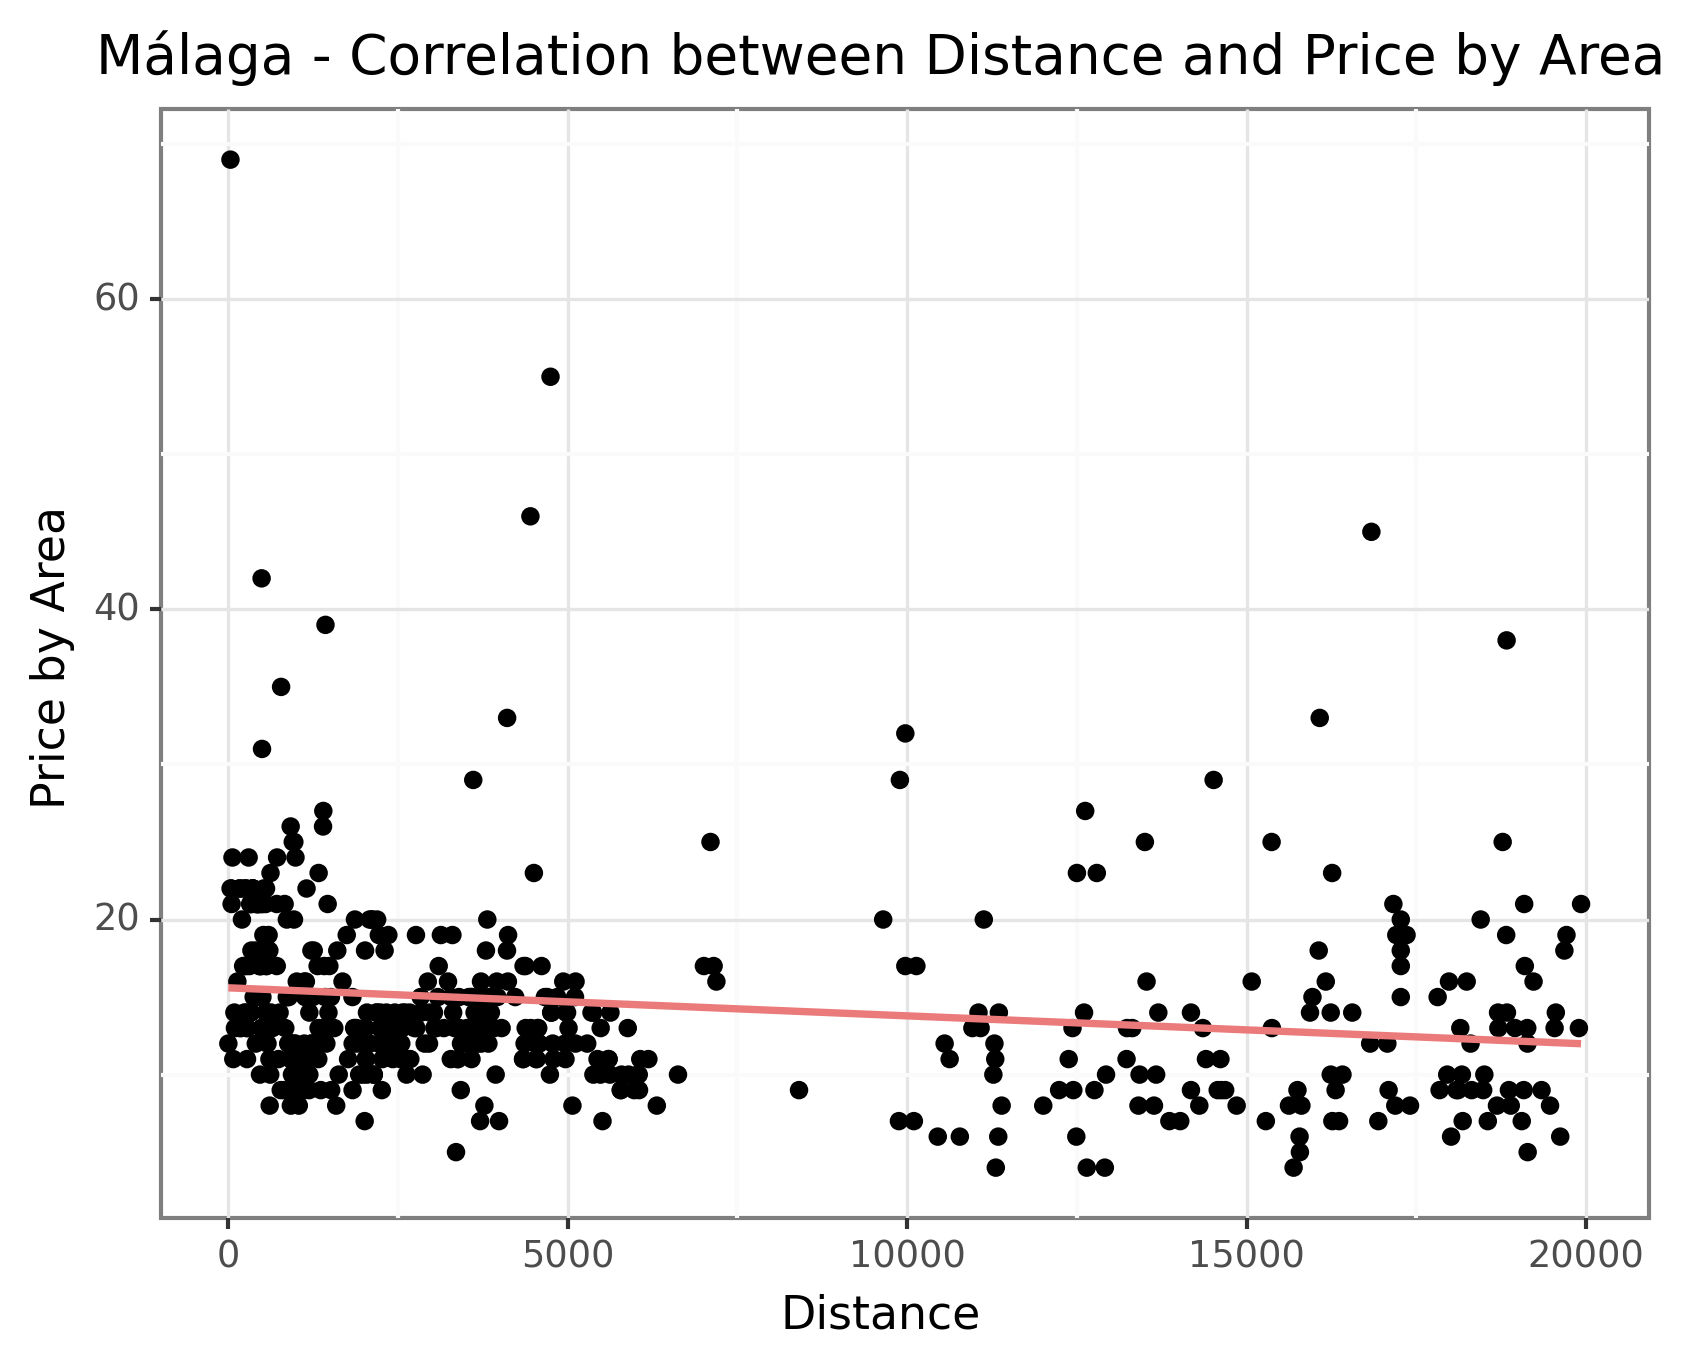 Málaga - Correlation between Distance and Price by Area
Price by Area
60
40
20
0 5000 10000 15000 20000
Distance